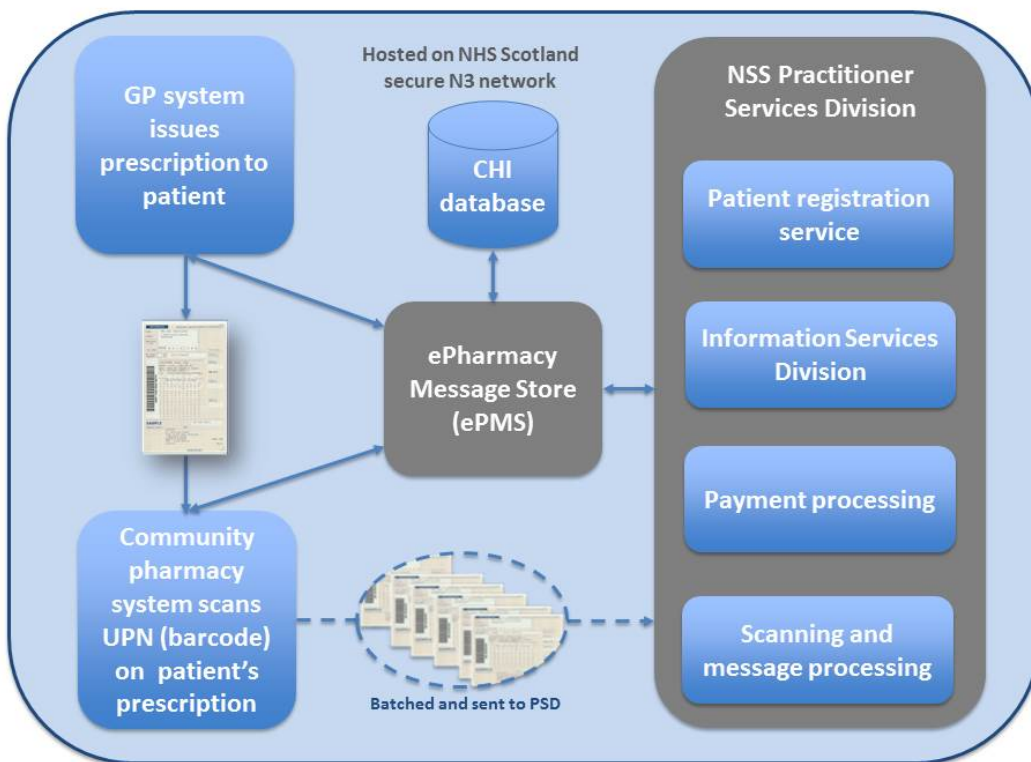 GP system
issues
prescription to
patient
Hosted on NHS Scotland
secure N3 network
CHI
database
NSS Practitioner
Services Division
Patient registration
service
Information Services
Division
ePharmacy
Message Store
(ePMS)
Payment processing
Scanning and
message processing
SAMPLE
Community
pharmacy
system scans
UPN (barcode)
on patient’s
prescription
Batched and sent to PSD